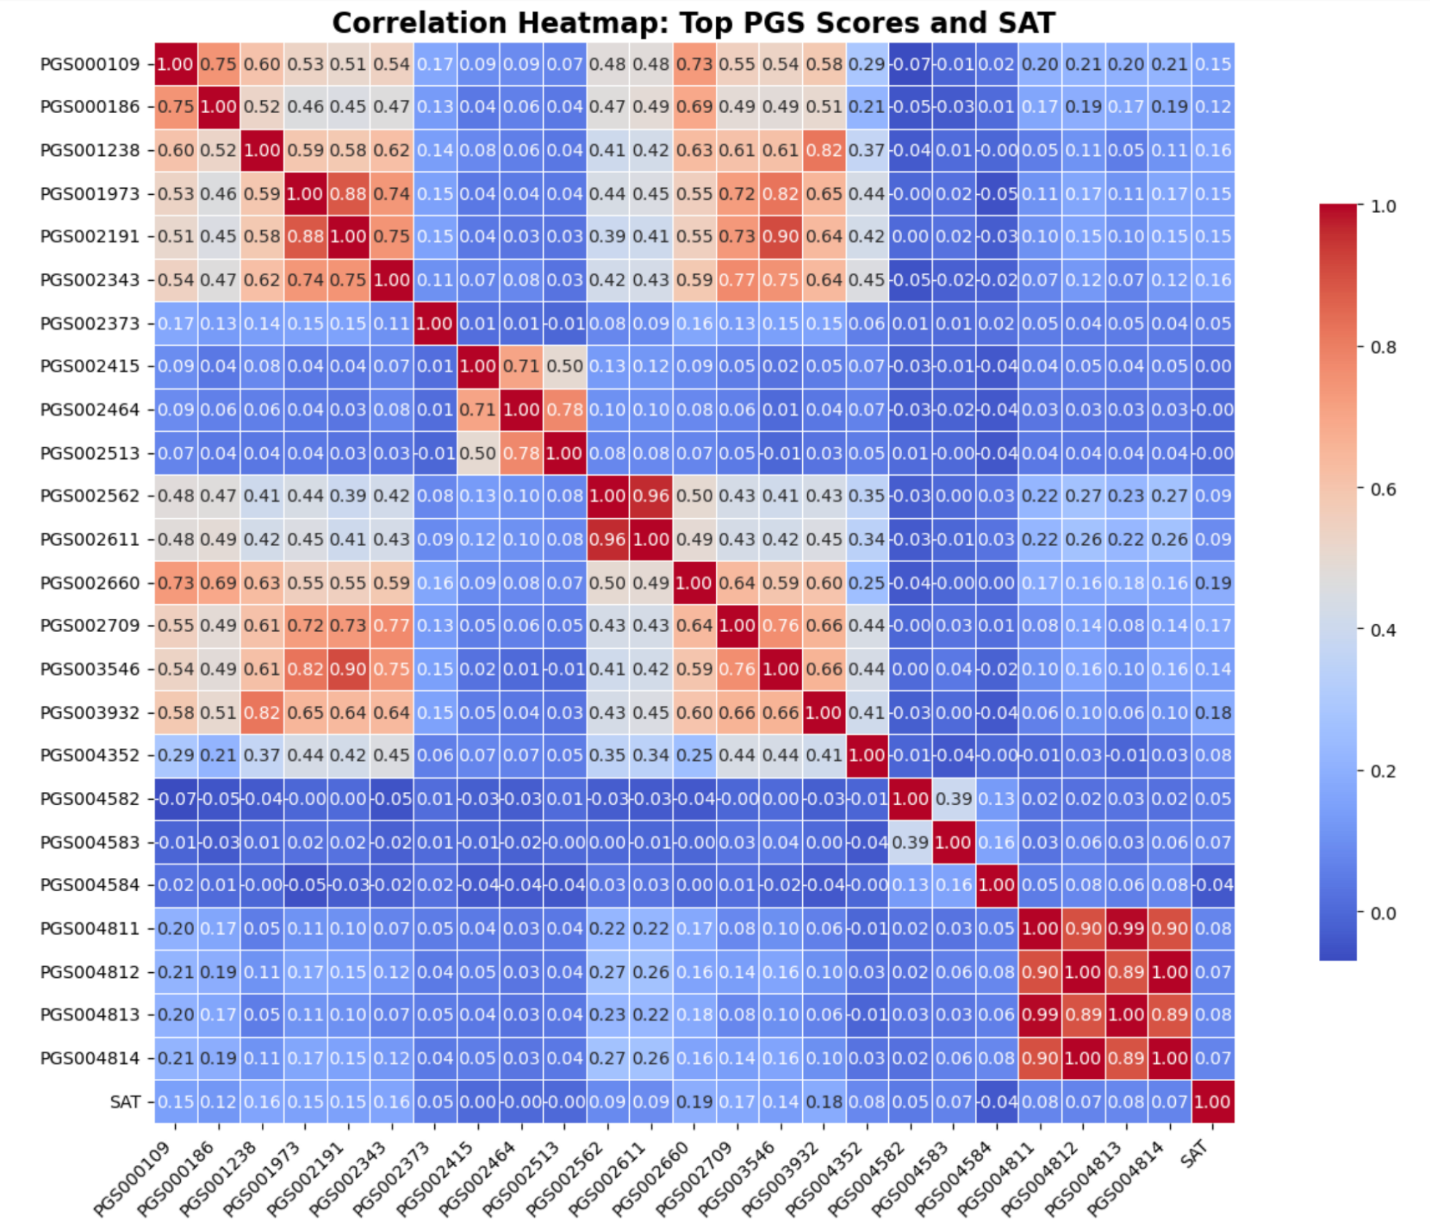 Correlation Heatmap: Top PGS Scores and SAT
PGS000109 1.00 0.75 0.60 0.53 0.51 0.54 0.17 0.09 0.09 0.07 0.48 0.48 0.73 0.55 0.54 0.58 0.29 -0.07 -0.01 0.02 0.20 0.21 0.20 0.21 0.15
PGS000186 0.75 1.00 0.52 0.46 0.45 0.47 0.13 0.04 0.06 0.04 0.47 0.49 0.69 0.49 0.49 0.51 0.21 -0.05 -0.03 0.01 0.17 0.19 0.17 0.19 0.12
PGS001238 0.60 0.52 1.00 0.59 0.58 0.62 0.14 0.08 0.06 0.04 0.41 0.42 0.63 0.61 0.61 0.82 0.37 -0.04 0.01 -0.00 0.05 0.11 0.05 0.11 0.16
PGS001973 0.53 0.46 0.59 1.00 0.88 0.74 0.15 0.04 0.04 0.04 0.44 0.45 0.55 0.72 0.82 0.65 0.44 -0.00 0.02 -0.05 0.11 0.17 0.11 0.17 0.15
PGS002191 0.51 0.45 0.58 0.88 1.00 0.75 0.15 0.04 0.03 0.03 0.39 0.41 0.55 0.73 0.90 0.64 0.42 0.00 0.02 -0.03 0.10 0.15 0.10 0.15 0.15
PGS002343 0.54 0.47 0.62 0.74 0.75 1.00 0.11 0.07 0.08 0.03 0.42 0.43 0.59 0.77 0.75 0.64 0.45 -0.05 -0.02 -0.02 0.07 0.12 0.07 0.12 0.16
PGS002373 0.17 0.13 0.14 0.15 0.15 0.11 1.00 0.01 0.01 -0.01 0.08 0.09 0.16 0.13 0.15 0.15 0.06 0.01 0.01 0.02 0.05 0.04 0.05 0.04 0.05
PGS002415 0.09 0.04 0.08 0.04 0.04 0.07 0.01 1.00 0.71 0.50 0.13 0.12 0.09 0.05 0.02 0.05 0.07 -0.03 -0.01 -0.04 0.04 0.05 0.04 0.05 0.00
PGS002464 0.09 0.06 0.06 0.04 0.03 0.08 0.01 0.71 1.00 0.78 0.10 0.10 0.08 0.06 0.01 0.04 0.07 -0.03 -0.02 -0.04 0.03 0.03 0.03 0.03 -0.00
PGS002513 0.07 0.04 0.04 0.04 0.03 0.03 -0.01 0.50 0.78 1.00 0.08 0.08 0.07 0.05 -0.01 0.03 0.05 0.01 -0.00 -0.04 0.04 0.04 0.04 0.04 -0.00
PGS002562 0.48 0.47 0.41 0.44 0.39 0.42 0.08 0.13 0.10 0.08 1.00 0.96 0.50 0.43 0.41 0.43 0.35 -0.03 0.00 0.03 0.22 0.27 0.23 0.27 0.09
PGS002611 0.48 0.49 0.42 0.45 0.41 0.43 0.09 0.12 0.10 0.08 0.96 1.00 0.49 0.43 0.42 0.45 0.34 -0.03 -0.01 0.03 0.22 0.26 0.22 0.26 0.09
PGS002660 0.73 0.69 0.63 0.55 0.55 0.59 0.16 0.09 0.08 0.07 0.50 0.49 1.00 0.64 0.59 0.60 0.25 -0.04 -0.00 0.00 0.17 0.16 0.18 0.16 0.19
PGS002709 0.55 0.49 0.61 0.72 0.73 0.77 0.13 0.05 0.06 0.05 0.43 0.43 0.64 1.00 0.76 0.66 0.44 -0.00 0.03 0.01 0.08 0.14 0.08 0.14 0.17
PGS003546 0.54 0.49 0.61 0.82 0.90 0.75 0.15 0.02 0.01 -0.01 0.41 0.42 0.59 0.76 1.00 0.66 0.44 0.00 0.04 -0.02 0.10 0.16 0.10 0.16 0.14
PGS003932 0.58 0.51 0.82 0.65 0.64 0.64 0.15 0.05 0.04 0.03 0.43 0.45 0.60 0.66 0.66 1.00 0.41 -0.03 0.00 -0.04 0.06 0.10 0.06 0.10 0.18
PGS004352 0.29 0.21 0.37 0.44 0.42 0.45 0.06 0.07 0.07 0.05 0.35 0.34 0.25 0.44 0.44 0.41 1.00 -0.01 -0.04 -0.00 -0.01 0.03 -0.01 0.03 0.08
PGS004582 -0.07 -0.05 -0.04 -0.00 0.00 -0.05 0.01 -0.03 -0.03 0.01 -0.03 -0.03 -0.04 -0.00 0.00 -0.03 -0.01 1.00 0.39 0.13 0.02 0.02 0.03 0.02 0.05
PGS004583 -0.01 -0.03 0.01 0.02 0.02 -0.02 0.01 -0.01 -0.02 -0.00 0.00 -0.01 -0.00 0.03 0.04 0.00 -0.04 0.39 1.00 0.16 0.03 0.06 0.03 0.06 0.07
PGS004584 0.02 0.01 -0.00 -0.05 -0.03 -0.02 0.02 -0.04 -0.04 -0.04 0.03 0.03 0.00 0.01 -0.02 -0.04 -0.00 0.13 0.16 1.00 0.05 0.08 0.06 0.08 -0.04
PGS004811 0.20 0.17 0.05 0.11 0.10 0.07 0.05 0.04 0.03 0.04 0.22 0.22 0.17 0.08 0.10 0.06 -0.01 0.02 0.03 0.05 1.00 0.90 0.99 0.90 0.08
PGS004812 0.21 0.19 0.11 0.17 0.15 0.12 0.04 0.05 0.03 0.04 0.27 0.26 0.16 0.14 0.16 0.10 0.03 0.02 0.06 0.08 0.90 1.00 0.89 1.00 0.07
PGS004813 0.20 0.17 0.05 0.11 0.10 0.07 0.05 0.04 0.03 0.04 0.23 0.22 0.18 0.08 0.10 0.06 -0.01 0.03 0.03 0.06 0.99 0.89 1.00 0.89 0.08
PGS004814 0.21 0.19 0.11 0.17 0.15 0.12 0.04 0.05 0.03 0.04 0.27 0.26 0.16 0.14 0.16 0.10 0.03 0.02 0.06 0.08 0.90 1.00 0.89 1.00 0.07
SAT 0.15 0.12 0.16 0.15 0.15 0.16 0.05 0.00 -0.00 -0.00 0.09 0.09 0.19 0.17 0.14 0.18 0.08 0.05 0.07 -0.04 0.08 0.07 0.08 0.07 1.00
PGS000109 PGS000186 PGS001238 PGS001973 PGS002191 PGS002343 PGS002373 PGS002415 PGS002464 PGS002513 PGS002562 PGS002611 PGS002660 PGS002709 PGS003546 PGS003932 PGS004352 PGS004582 PGS004583 PGS004584 PGS004811 PGS004812 PGS004813 PGS004814 SAT
1.0
0.8
0.6
0.4
0.2
0.0